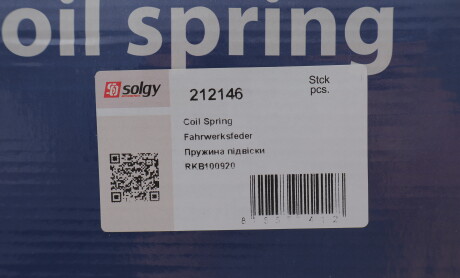 oil spring
solgy
212146
Stck
pcs.
Coil Spring
Fahrwerksfeder
Пружина підвіски
RKB100920